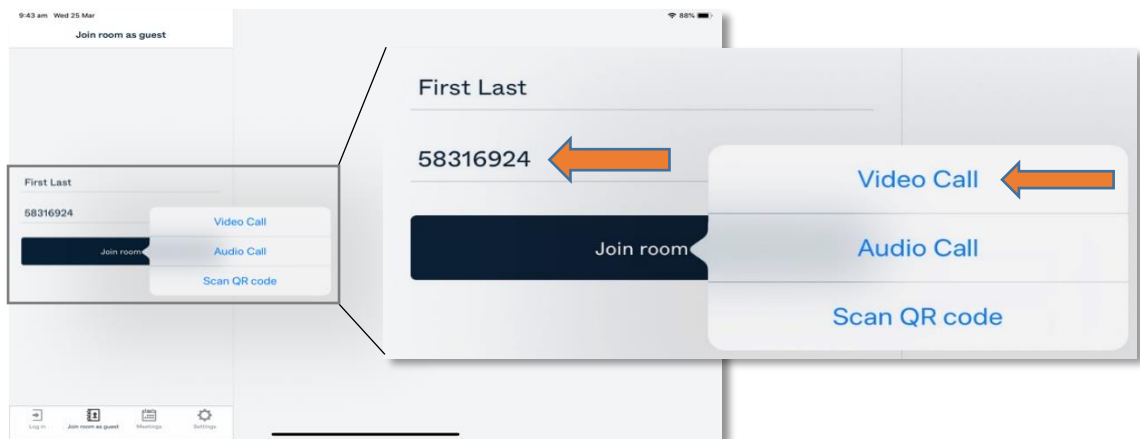 9:43 am Wed 25 Mar
88%
Join room as guest
First Last
58316924
Join room
Video Call
Audio Call
Scan QR code
First Last
58316924
Join room
Video Call
Audio Call
Scan QR code
Log in
Join room as guest
Meetings
Settings